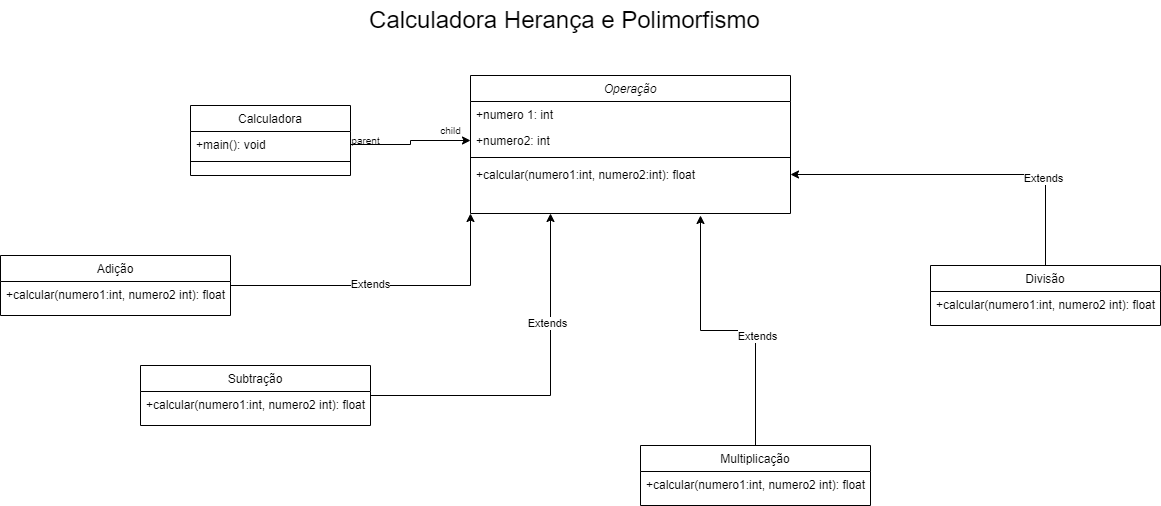 Calculadora Herança e Polimorfismo
Operação
+numero 1: int
+numero2: int
+calcular(numero1:int, numero2:int): float
Calculadora
+main(): void
parent
child
Extends
Adição
+calcular(numero1:int, numero2 int): float
Extends
Divisão
+calcular(numero1:int, numero2 int): float
Extends
Subtração
+calcular(numero1:int, numero2 int): float
Extends
Multiplicação
+calcular(numero1:int, numero2 int): float